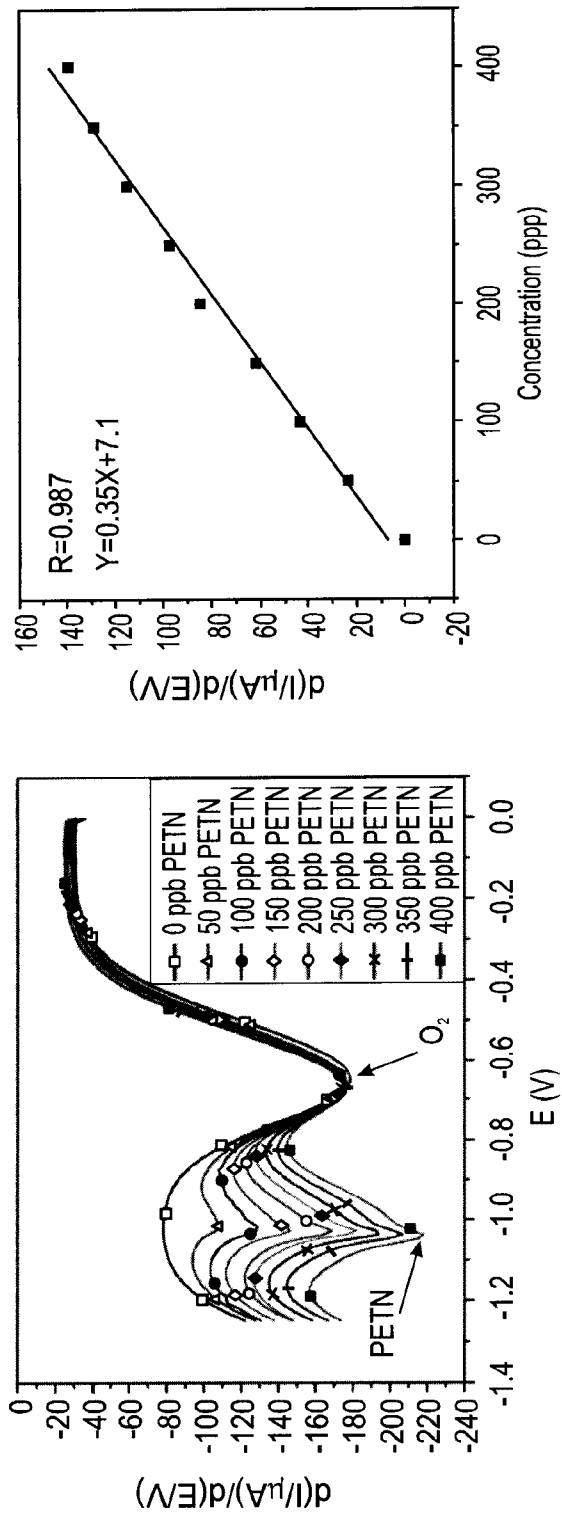 0
-20
-40
-60
-80
-100
-120
-140
-160
-180
-200
-220
-240
d(I/µA)/d(E/V)
-1.4
-1.2
-1.0
-0.8
-0.6
-0.4
-0.2
0.0
E (V)
PETN
O2
0 ppb PETN
50 ppb PETN
100 ppb PETN
150 ppb PETN
200 ppb PETN
250 ppb PETN
300 ppb PETN
350 ppb PETN
400 ppb PETN
160
140
120
100
80
60
40
20
0
-20
d(I/µA)/d(E/V)
R=0.987
Y=0.35X+7.1
0
100
200
300
400
Concentration (ppp)